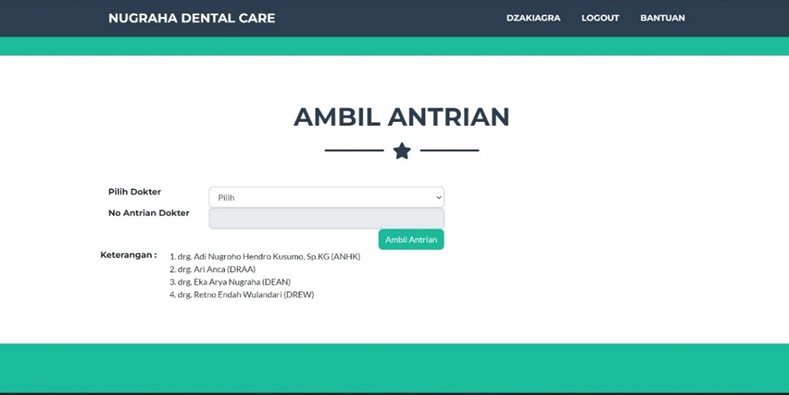 NUGRAHA DENTAL CARE
DZAKIAGRA LOGOUT BANTUAN
AMBIL ANTRIAN
Pilih Dokter
Pilih
No Antrian Dokter
Ambil Antrian
Keterangan :
1. drg. Adi Nugroho Hendro Kusumo, Sp.KG (ANHK)
2. drg. Ari Anca (DRAA)
3. drg. Eka Arya Nugraha (DEAN)
4. drg. Retno Endah Wulandari (DREW)